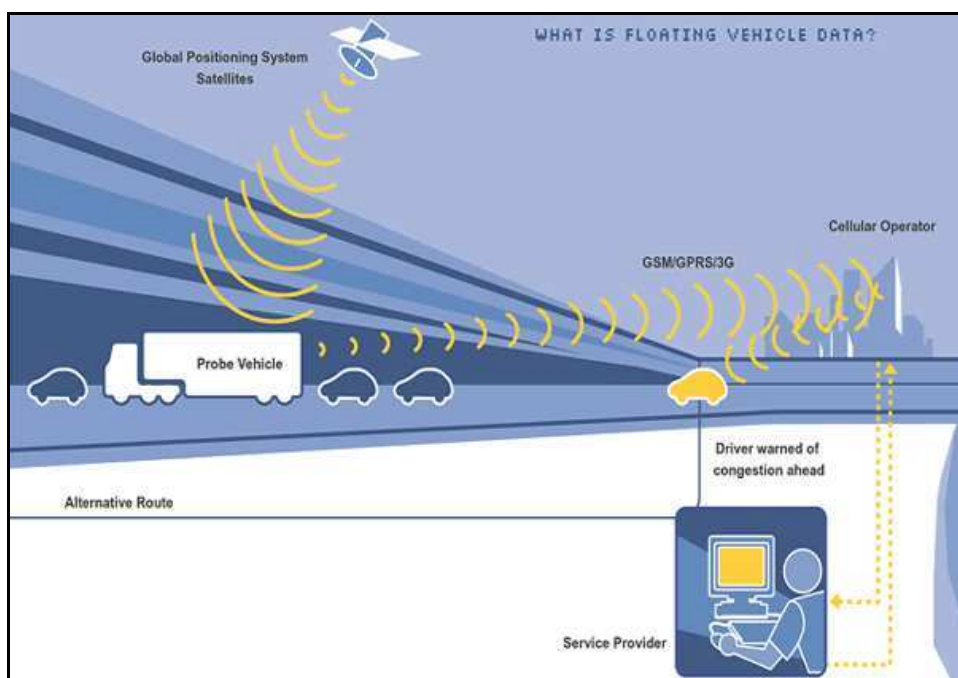 WHAT IS FLOATING VEHICLE DATA?
Global Positioning System
Satellites
Cellular Operator
GSM/GPRS/3G
Probe Vehicle
Driver warned of
congestion ahead
Alternative Route
Service Provider